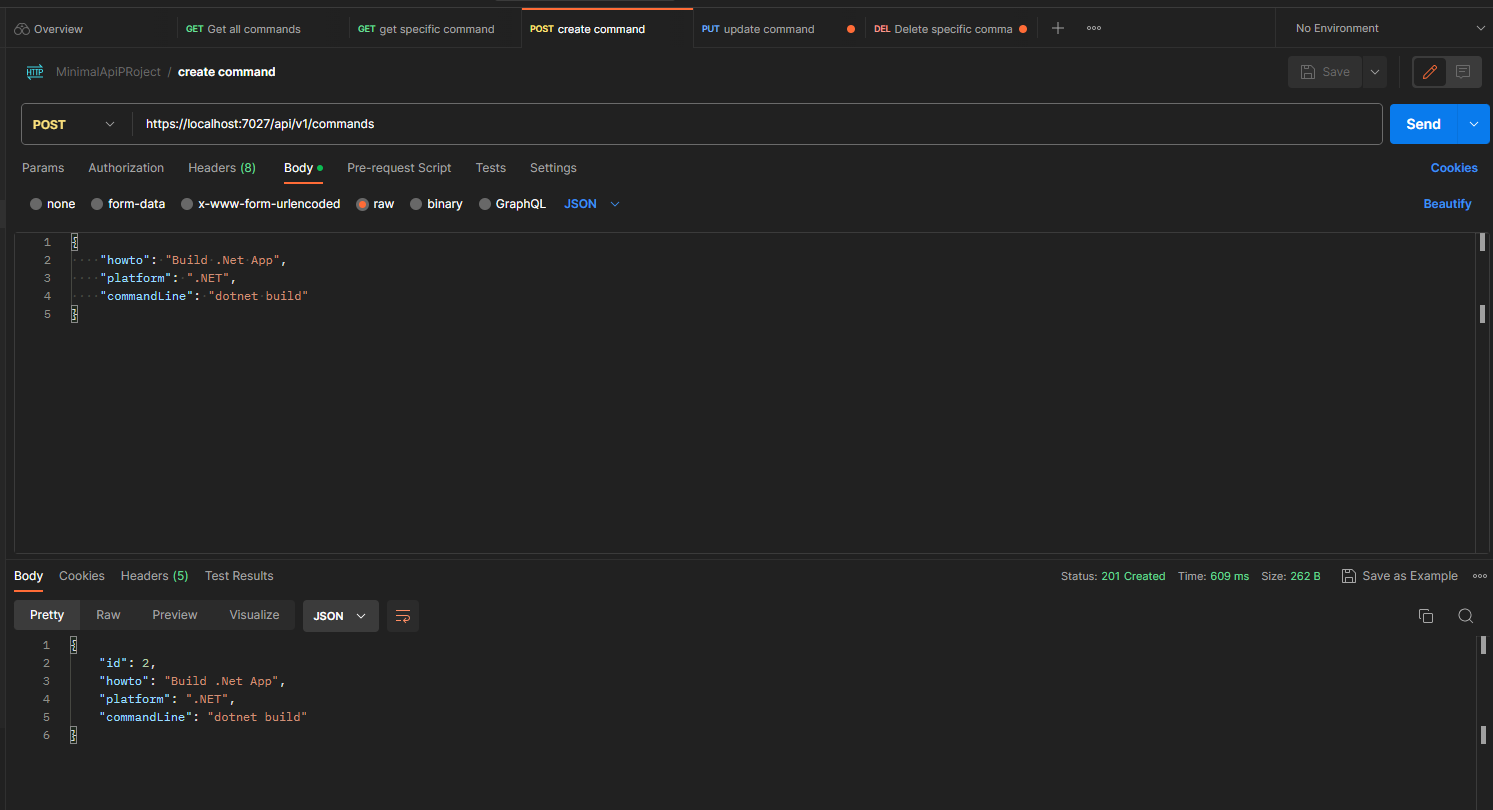 Overview
GET Get all commands
GET get specific command
POST create command
PUT update command
DEL Delete specific comma
No Environment
HTTP MinimalApiPRoject / create command
Save
POST https://localhost:7027/api/v1/commands
Send
Params Authorization Headers (8) Body Pre-request Script Tests Settings
Cookies
none form-data x-www-form-urlencoded raw binary GraphQL JSON
Beautify
1 {
2 "howto": "Build .Net App",
3 "platform": ".NET",
4 "commandLine": "dotnet build"
5 }
Body Cookies Headers (5) Test Results
Status: 201 Created Time: 609 ms Size: 262 B Save as Example
Pretty Raw Preview Visualize JSON
1 {
2 "id": 2,
3 "howto": "Build .Net App",
4 "platform": ".NET",
5 "commandLine": "dotnet build"
6 }